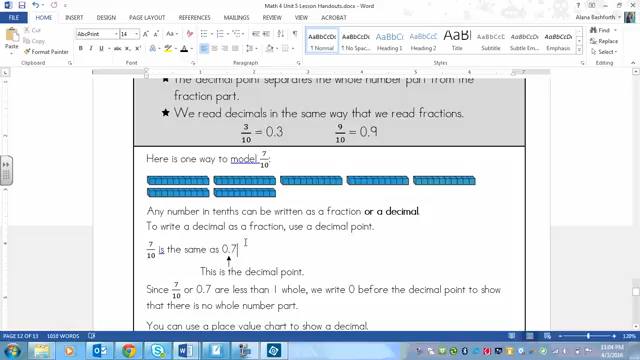 Math 4 Unit 5 Lesson Handouts.docx - Word
Alana Bashforth
FILE HOME INSERT DESIGN PAGE LAYOUT REFERENCES MAILINGS REVIEW VIEW ACROBAT
Paste
Cut
Copy
Format Painter
Clipboard
14
Font
Paragraph
AaBbCcDc AaBbCcDc AaBbC AaBbCcC AaBl AaBbCcD AaBbCcDc
¶ Normal ¶ No Spac... Heading 1 Heading 2 Title Subtitle Emphasis
Styles
Find
Replace
Select
Editing
★ The decimal point separates the whole number part from the
fraction part.
★ We read decimals in the same way that we read fractions.
3/10 = 0.3 9/10 = 0.9
Here is one way to model 7/10:
Any number in tenths can be written as a fraction or a decimal.
To write a decimal as a fraction, use a decimal point.
7/10 is the same as 0.7
This is the decimal point.
Since 7/10 or 0.7 are less than 1 whole, we write 0 before the decimal point to show
that there is no whole number part.
You can use a place value chart to show a decimal.
PAGE 12 OF 13 1010 WORDS
120%
11:04 PM
4/3/2016